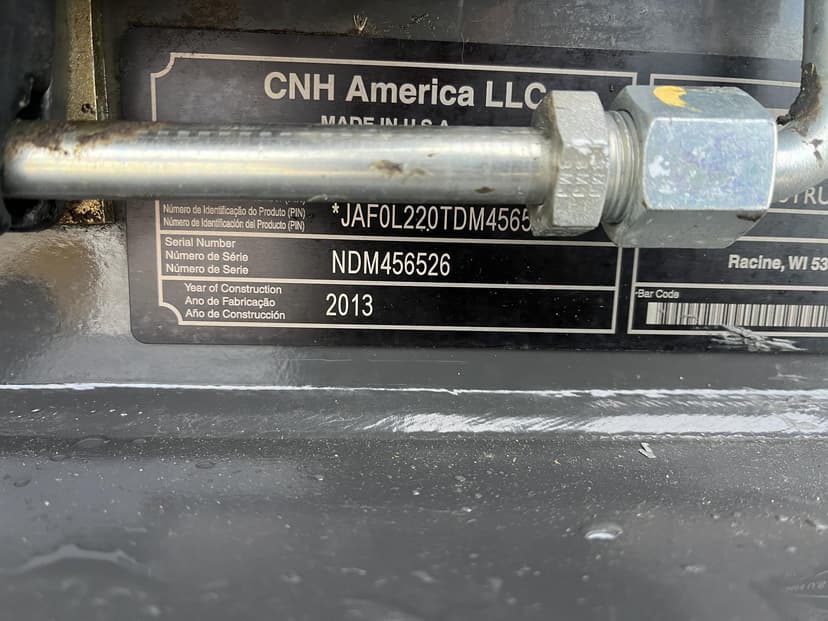 CNH America LLC
MADE IN U.S.A.
Número de Identificação do Produto (PIN)
Número de Identificación del Producto (PIN)
*JAF0L220TDM4565
Serial Number
Número de Série
Número de Serie
NDM456526
Year of Construction
Ano de Fabricação
Año de Construcción
2013
Racine, WI 53
Bar Code